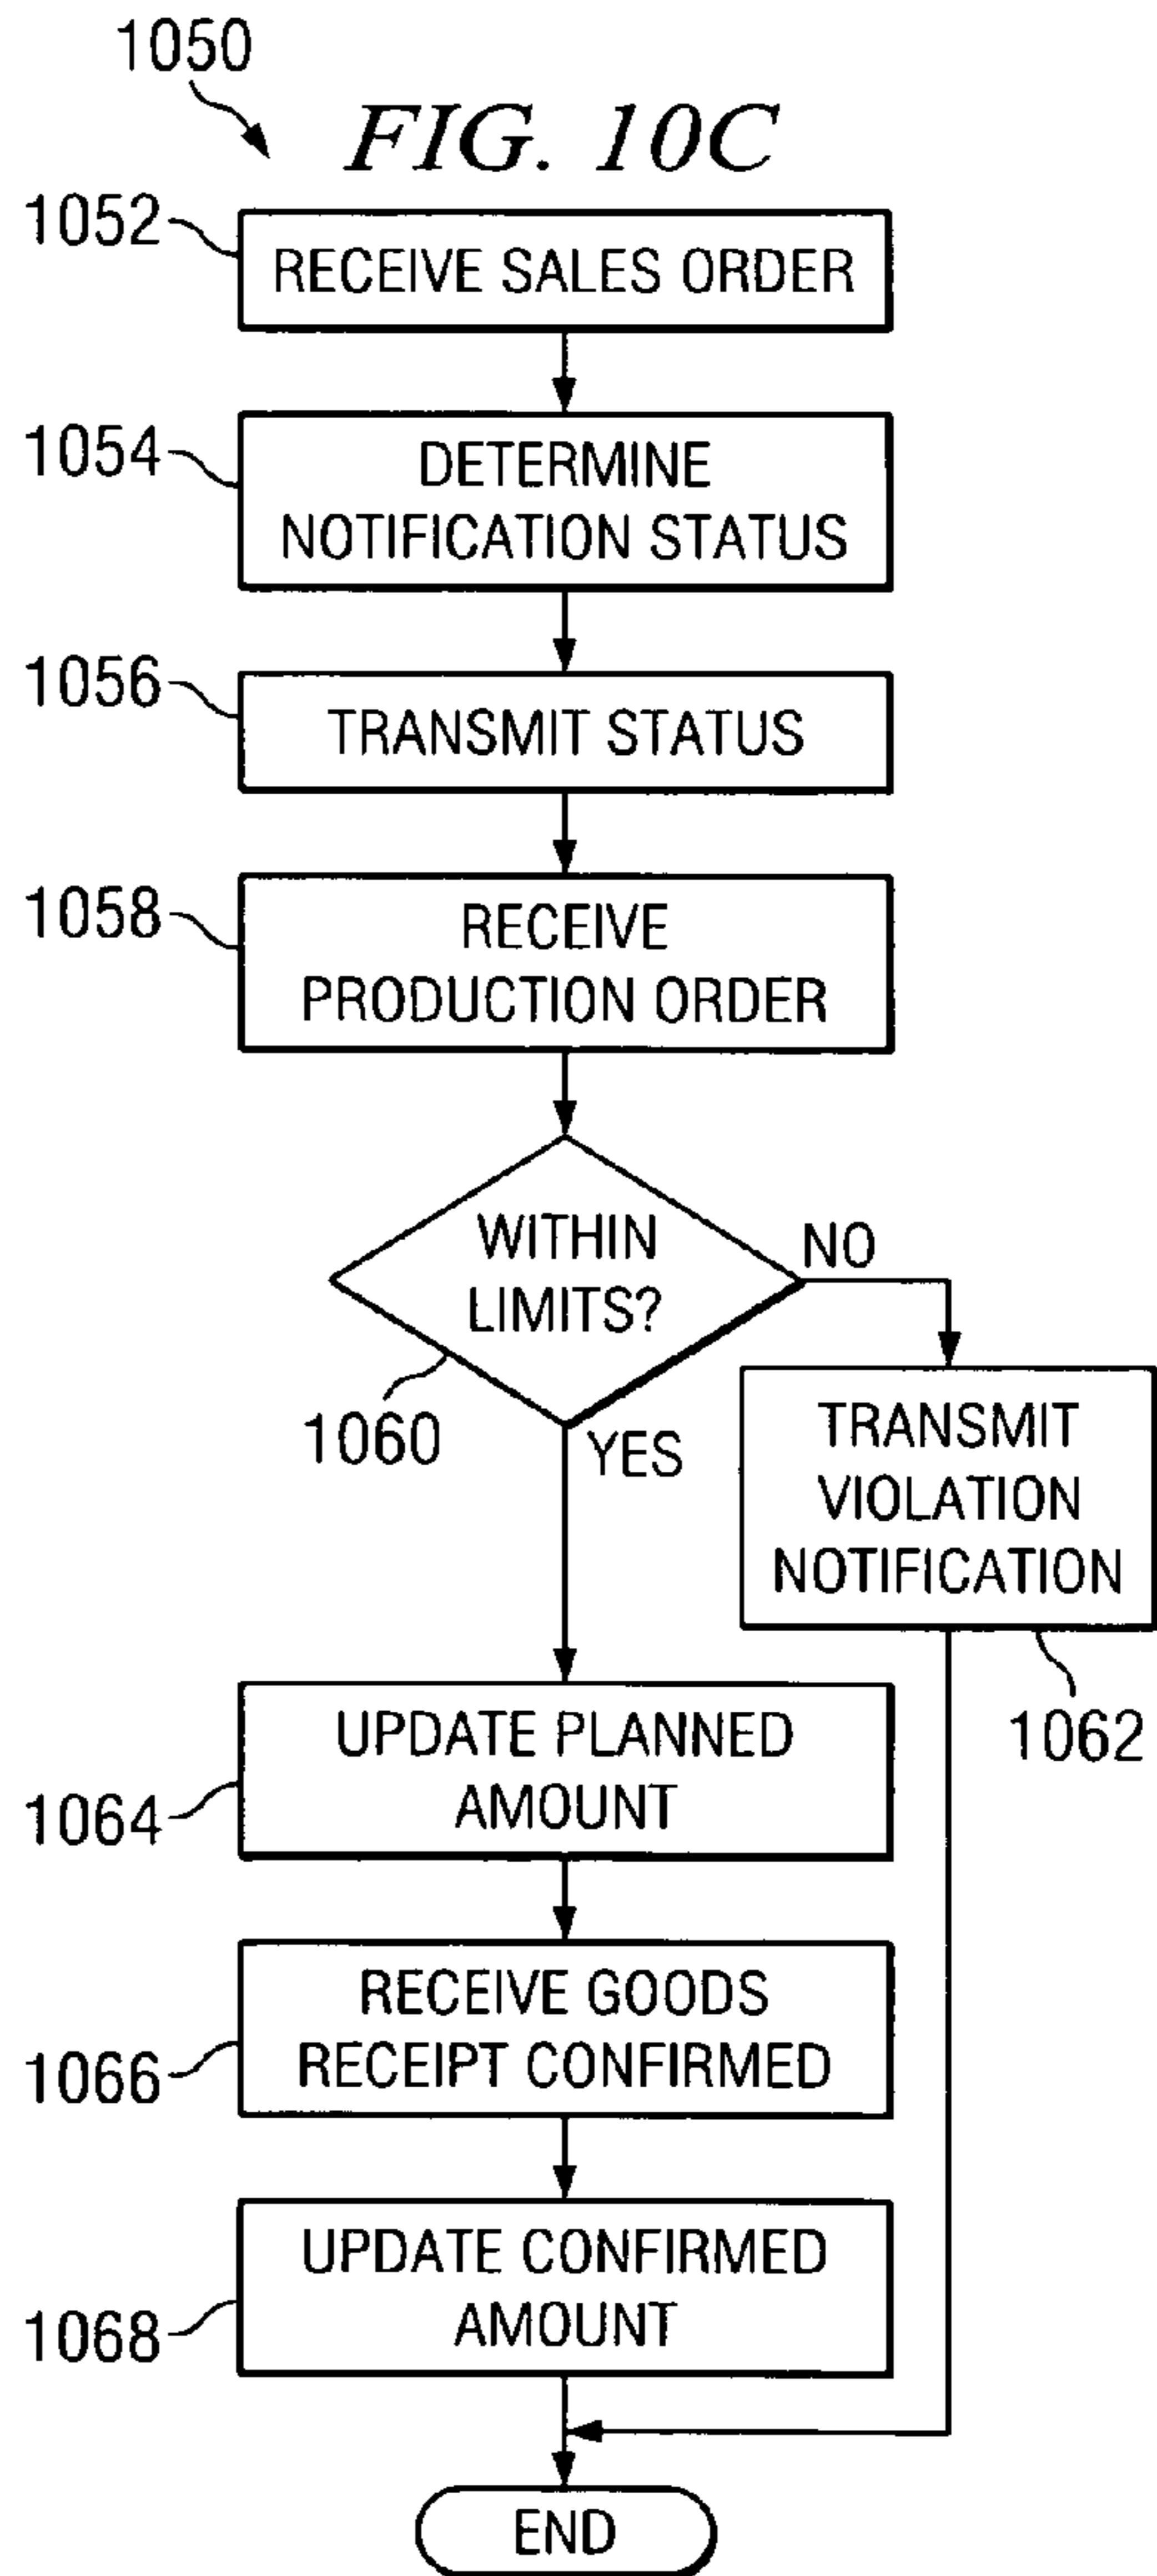 1050
FIG. 10C
1052
RECEIVE SALES ORDER
1054
DETERMINE
NOTIFICATION STATUS
1056
TRANSMIT STATUS
1058
RECEIVE
PRODUCTION ORDER
WITHIN
LIMITS?
NO
1060
YES
TRANSMIT
VIOLATION
NOTIFICATION
1062
UPDATE PLANNED
AMOUNT
1064
RECEIVE GOODS
RECEIPT CONFIRMED
1066
UPDATE CONFIRMED
AMOUNT
1068
END